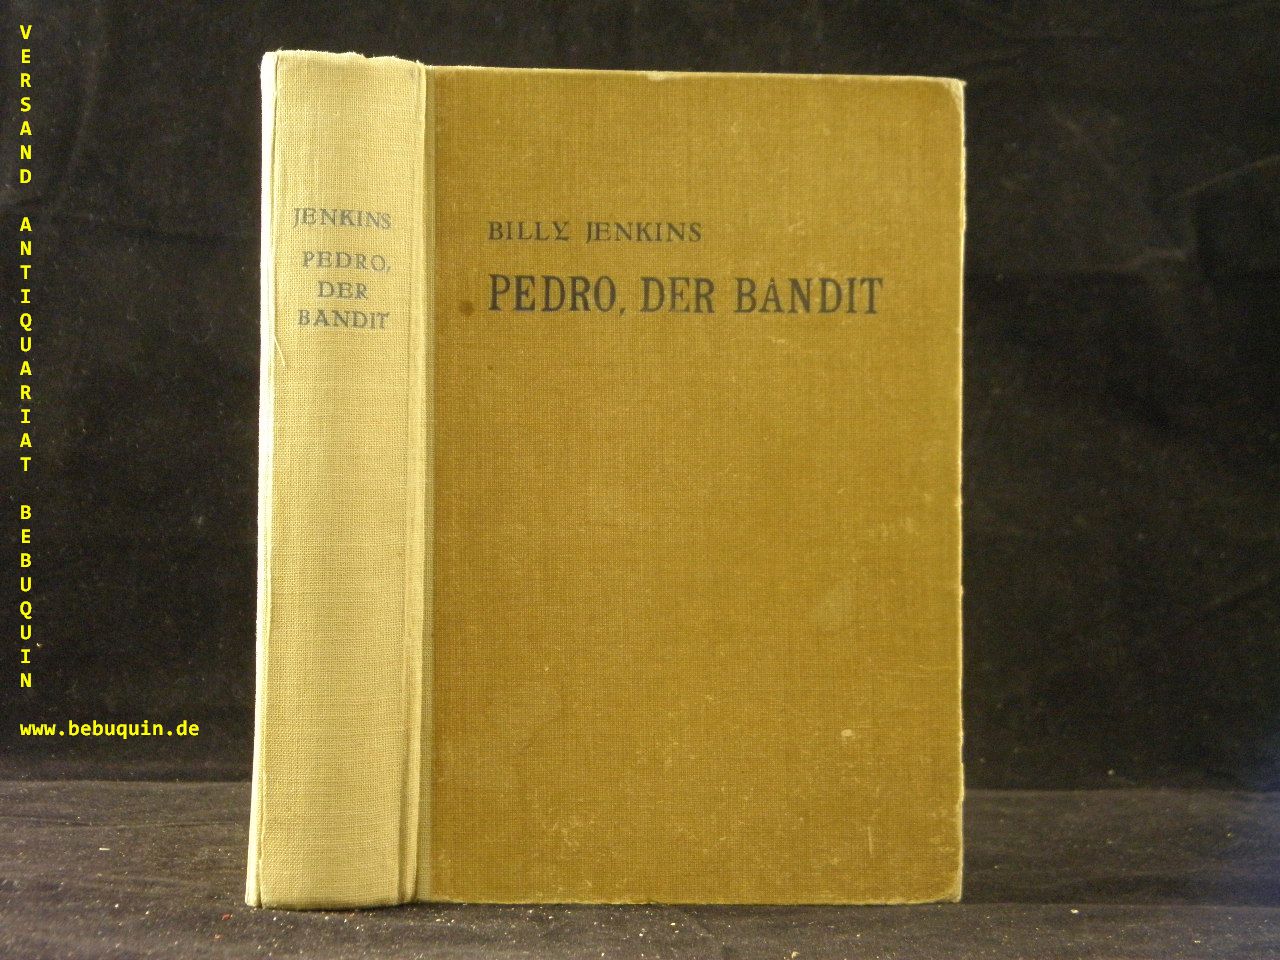 VERSAND ANTIQUARIAT BEBUQUIN
www.bebuquin.de
JENKINS
PEDRO,
DER
BANDIT
BILLY JENKINS
PEDRO, DER BANDIT